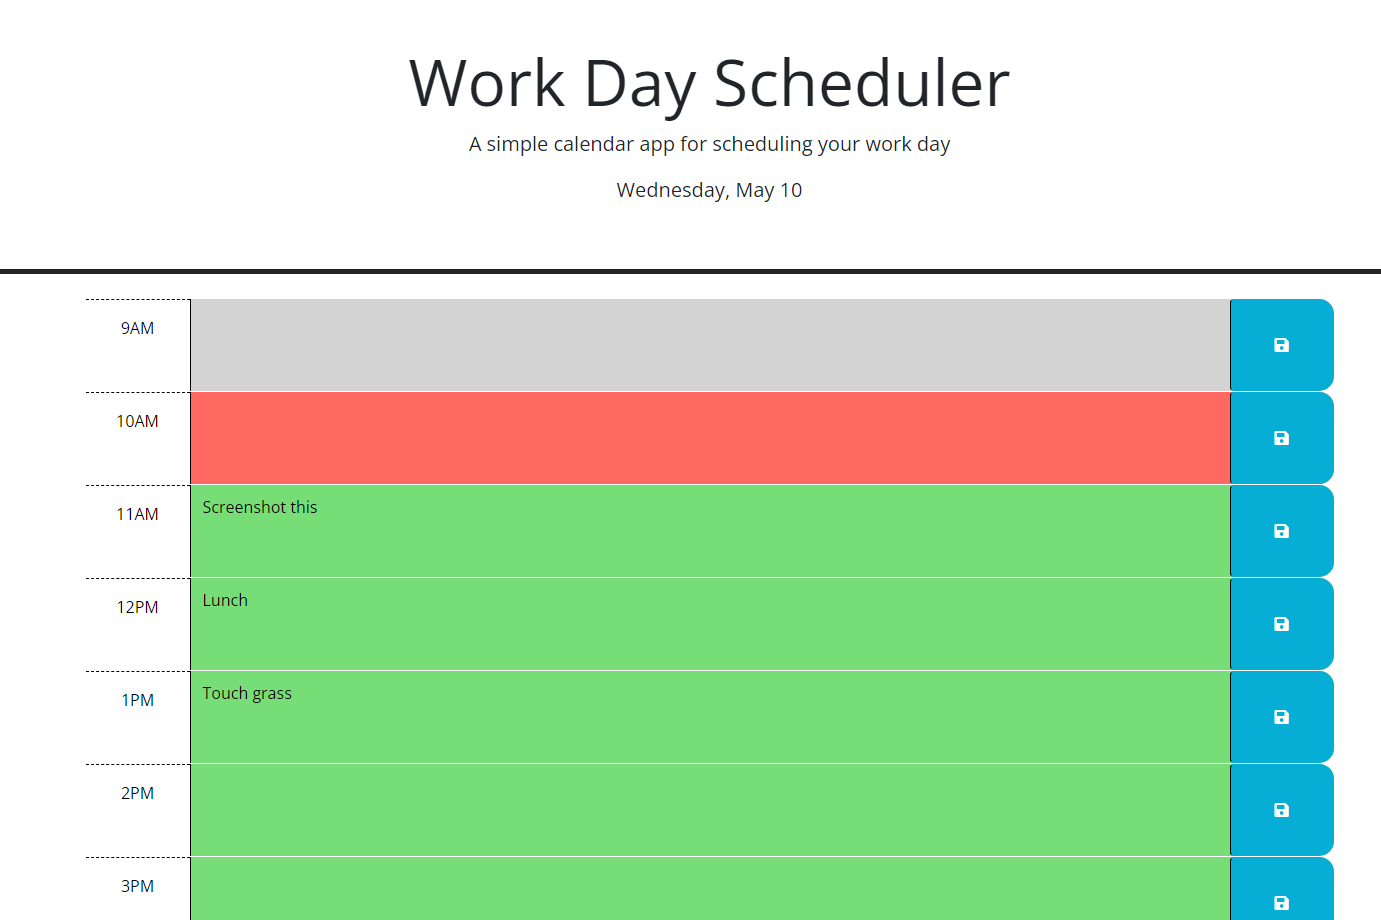 Work Day Scheduler
A simple calendar app for scheduling your work day
Wednesday, May 10
9AM
10AM
11AM
Screenshot this
12PM
Lunch
1PM
Touch grass
2PM
3PM